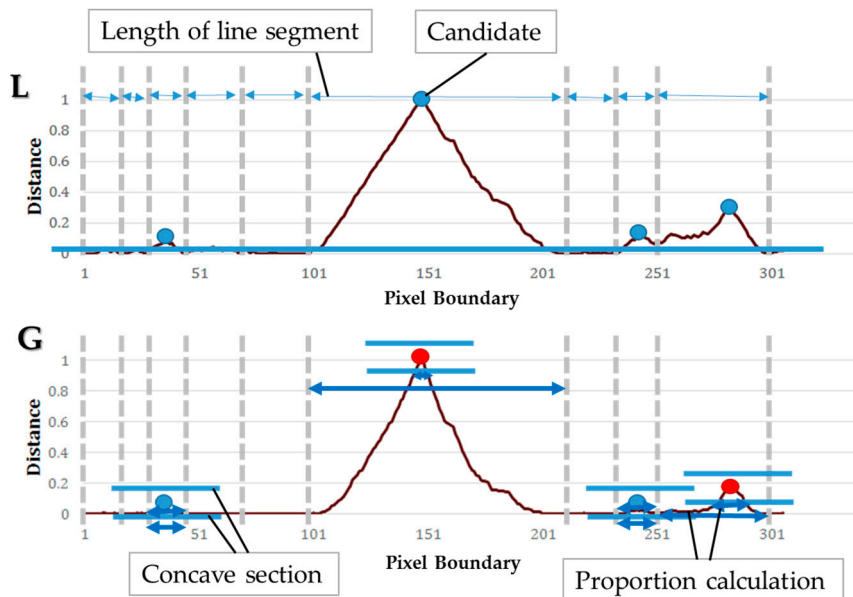 Length of line segment
Candidate
L
1
0.8
0.6
0.4
0.2
0
Distance
1 51 101 151 201 251 301
Pixel Boundary
G
1
0.8
0.6
0.4
0.2
0
Distance
1 51 101 151 201 251 301
Pixel Boundary
Concave section
Proportion calculation